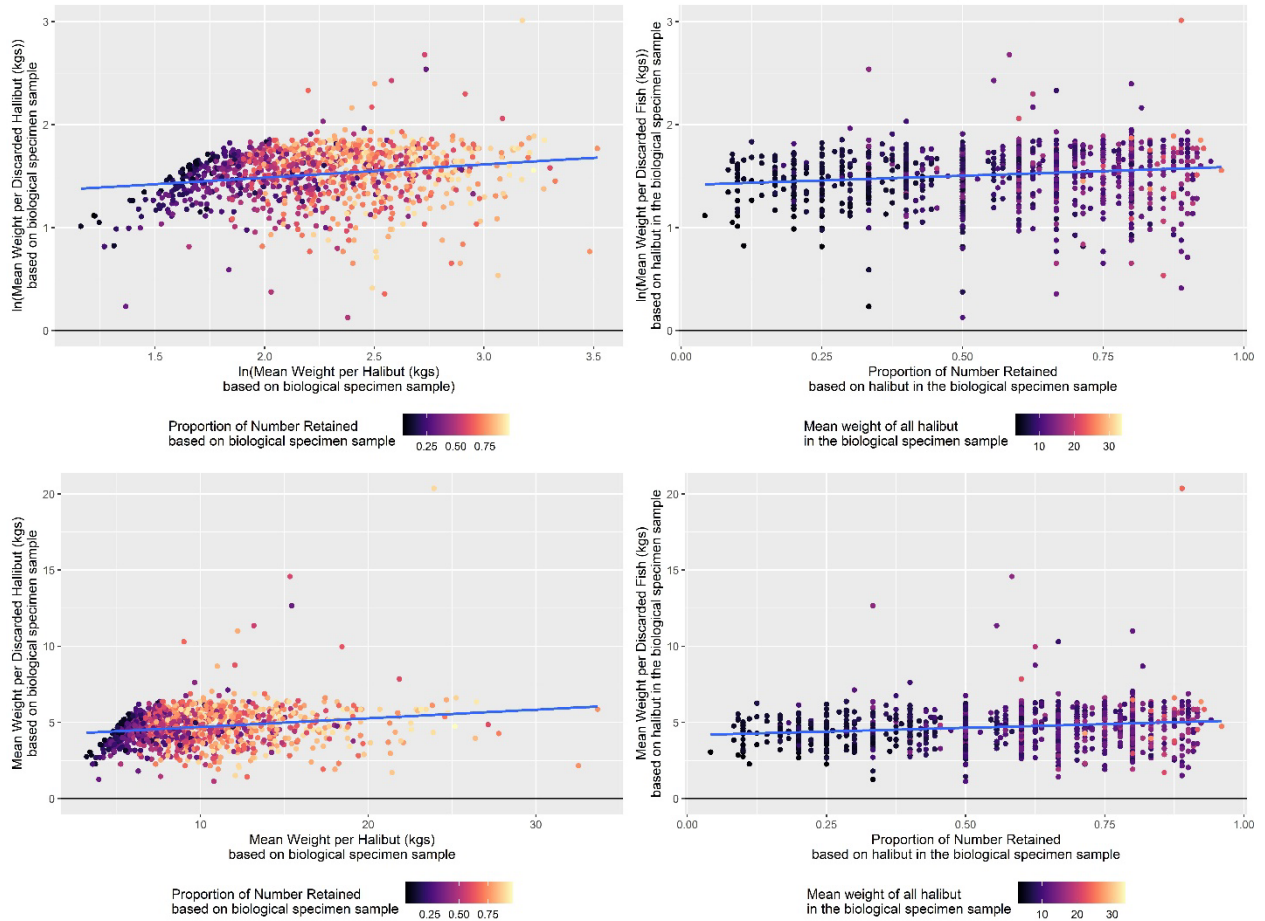 ln(Mean Weight per Discarded Halibut (kgs))
based on biological specimen sample
3
2
1
0
1.5 2.0 2.5 3.0 3.5
ln(Mean Weight per Halibut (kgs)
based on biological specimen sample)
Proportion of Number Retained
based on biological specimen sample
0.25 0.50 0.75
ln(Mean Weight per Discarded Fish (kgs))
based on halibut in the biological specimen sample
3
2
1
0
0.00 0.25 0.50 0.75 1.00
Proportion of Number Retained
based on halibut in the biological specimen sample
Mean weight of all halibut
in the biological specimen sample
10 20 30
Mean Weight per Discarded Halibut (kgs)
based on biological specimen sample
20
15
10
5
0
10 20 30
Mean Weight per Halibut (kgs)
based on biological specimen sample
Proportion of Number Retained
based on biological specimen sample
0.25 0.50 0.75
Mean Weight per Discarded Fish (kgs)
based on halibut in the biological specimen sample
20
15
10
5
0
0.00 0.25 0.50 0.75 1.00
Proportion of Number Retained
based on halibut in the biological specimen sample
Mean weight of all halibut
in the biological specimen sample
10 20 30